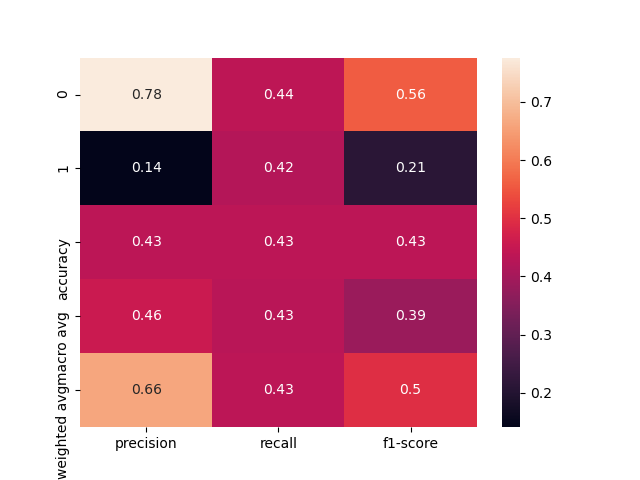 0
0.78 0.44 0.56
1
0.14 0.42 0.21
accuracy
0.43 0.43 0.43
macro avg
0.46 0.43 0.39
weighted avg
0.66 0.43 0.5
precision recall f1-score
0.7
0.6
0.5
0.4
0.3
0.2